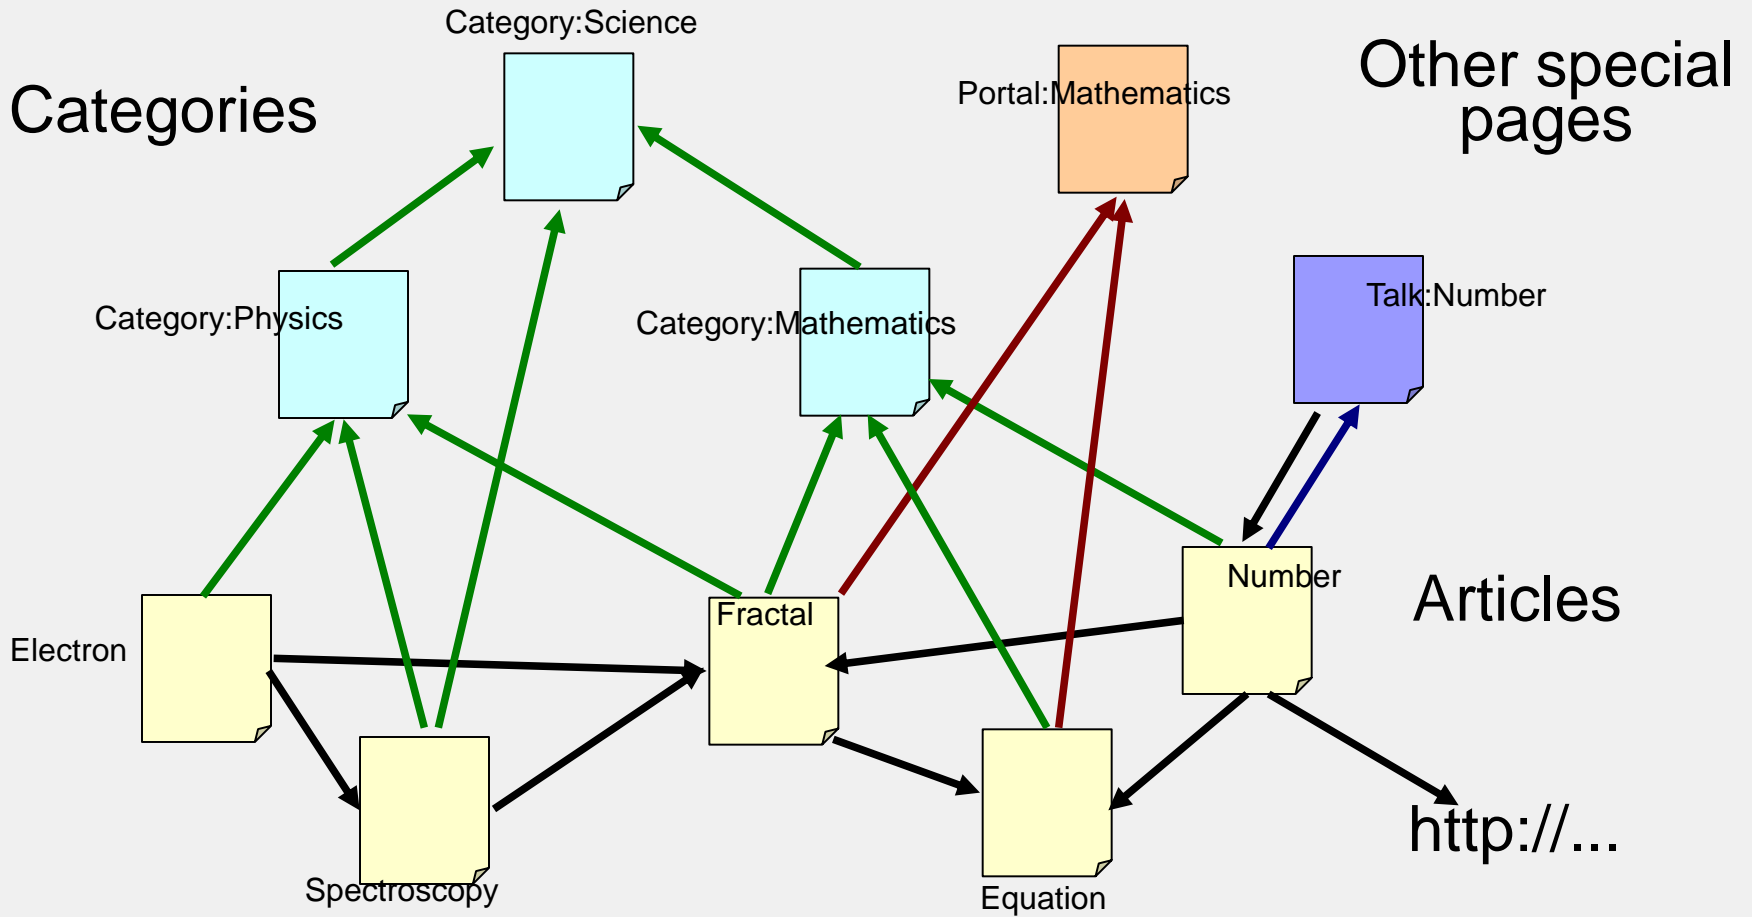 Category:Science
Categories
Portal:Mathematics
Other special
pages
Category:Physics
Category:Mathematics
Talk:Number
Electron
Fractal
Number
Articles
Spectroscopy
Equation
http://...